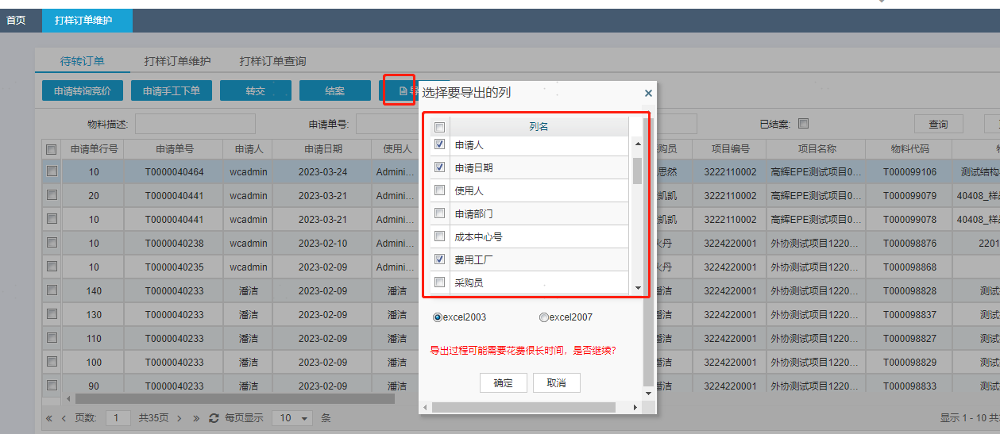 首页 打样订单维护
待转订单 打样订单维护 打样订单查询
申请转询竞价 申请手工下单 转交 结案 导
选择要导出的列
物料描述: 申请单号: 已结案: 查询
列名
申请单行号 申请单号 申请人 申请日期 使用人 购员 项目编号 项目名称 物料代码
申请人
申请日期
使用人
申请部门
成本中心号
费用工厂
采购员
10 T0000040464 wcadmin 2023-03-24 Admini... 思然 3222110002 高辉EPE测试项目0... T000099106 测试结构
20 T0000040441 wcadmin 2023-03-21 Admini... 凯凯 3222110002 高辉EPE测试项目0... T000099079 40408_样
10 T0000040441 wcadmin 2023-03-21 Admini... 凯凯 3222110002 高辉EPE测试项目0... T000099078 40408_样
10 T0000040238 wcadmin 2023-02-10 Admini... 丹 3224220001 外协测试项目1220... T000098876 2201
10 T0000040235 wcadmin 2023-02-09 Admini... 丹 3224220001 外协测试项目1220... T000098868
140 T0000040233 潘洁 2023-02-09 潘洁 洁 3224220001 外协测试项目1220... T000098828 测试
130 T0000040233 潘洁 2023-02-09 潘洁 洁 3224220001 外协测试项目1220... T000098837 测试
110 T0000040233 潘洁 2023-02-09 潘洁 洁 3224220001 外协测试项目1220... T000098827 测试
100 T0000040233 潘洁 2023-02-09 潘洁 洁 3224220001 外协测试项目1220... T000098829 测试
90 T0000040233 潘洁 2023-02-09 潘洁 洁 3224220001 外协测试项目1220... T000098833 测试
excel2003 excel2007
导出过程可能需要花费很长时间，是否继续?
确定 取消
页数: 1 共35页 每页显示 10 条 显示 1 - 10 共